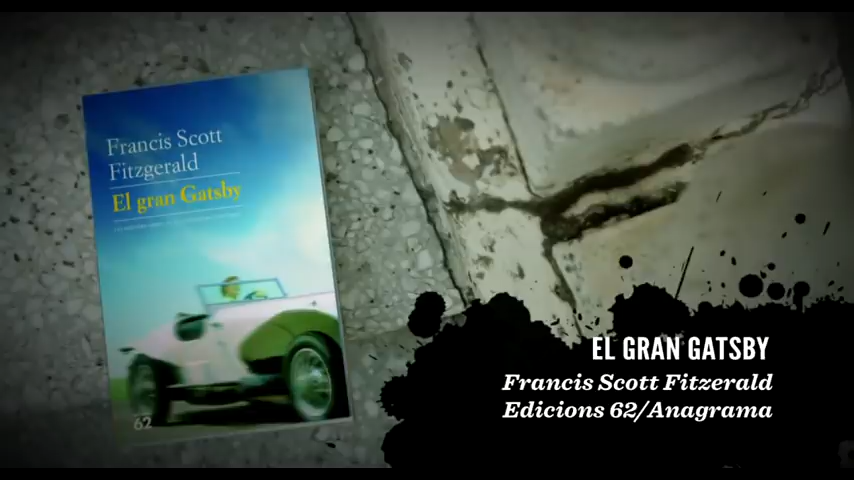 Francis Scott
Fitzgerald
El gran Gatsby
62
EL GRAN GATSBY
Francis Scott Fitzerald
Edicions 62/Anagrama